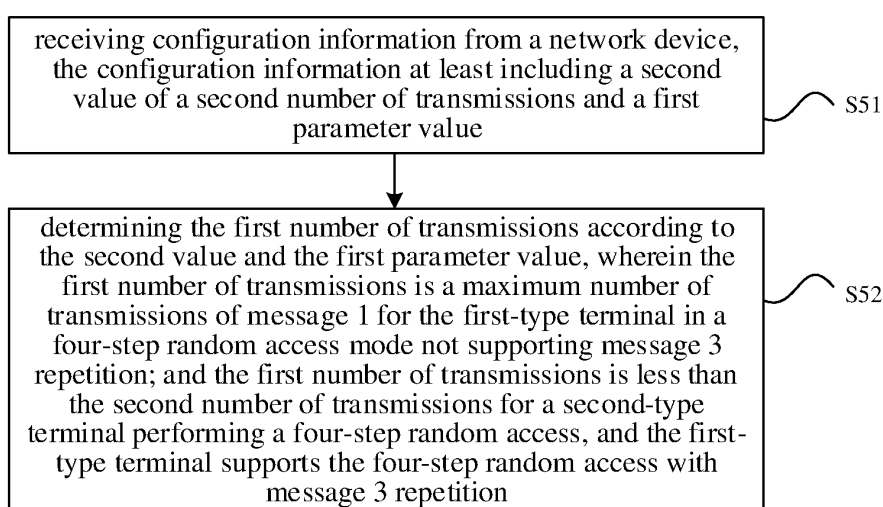 receiving configuration information from a network device,
the configuration information at least including a second
value of a second number of transmissions and a first
parameter value
S51
determining the first number of transmissions according to
the second value and the first parameter value, wherein the
first number of transmissions is a maximum number of
transmissions of message 1 for the first-type terminal in a
four-step random access mode not supporting message 3
repetition; and the first number of transmissions is less than
the second number of transmissions for a second-type
terminal performing a four-step random access, and the first-
type terminal supports the four-step random access with
message 3 repetition
S52